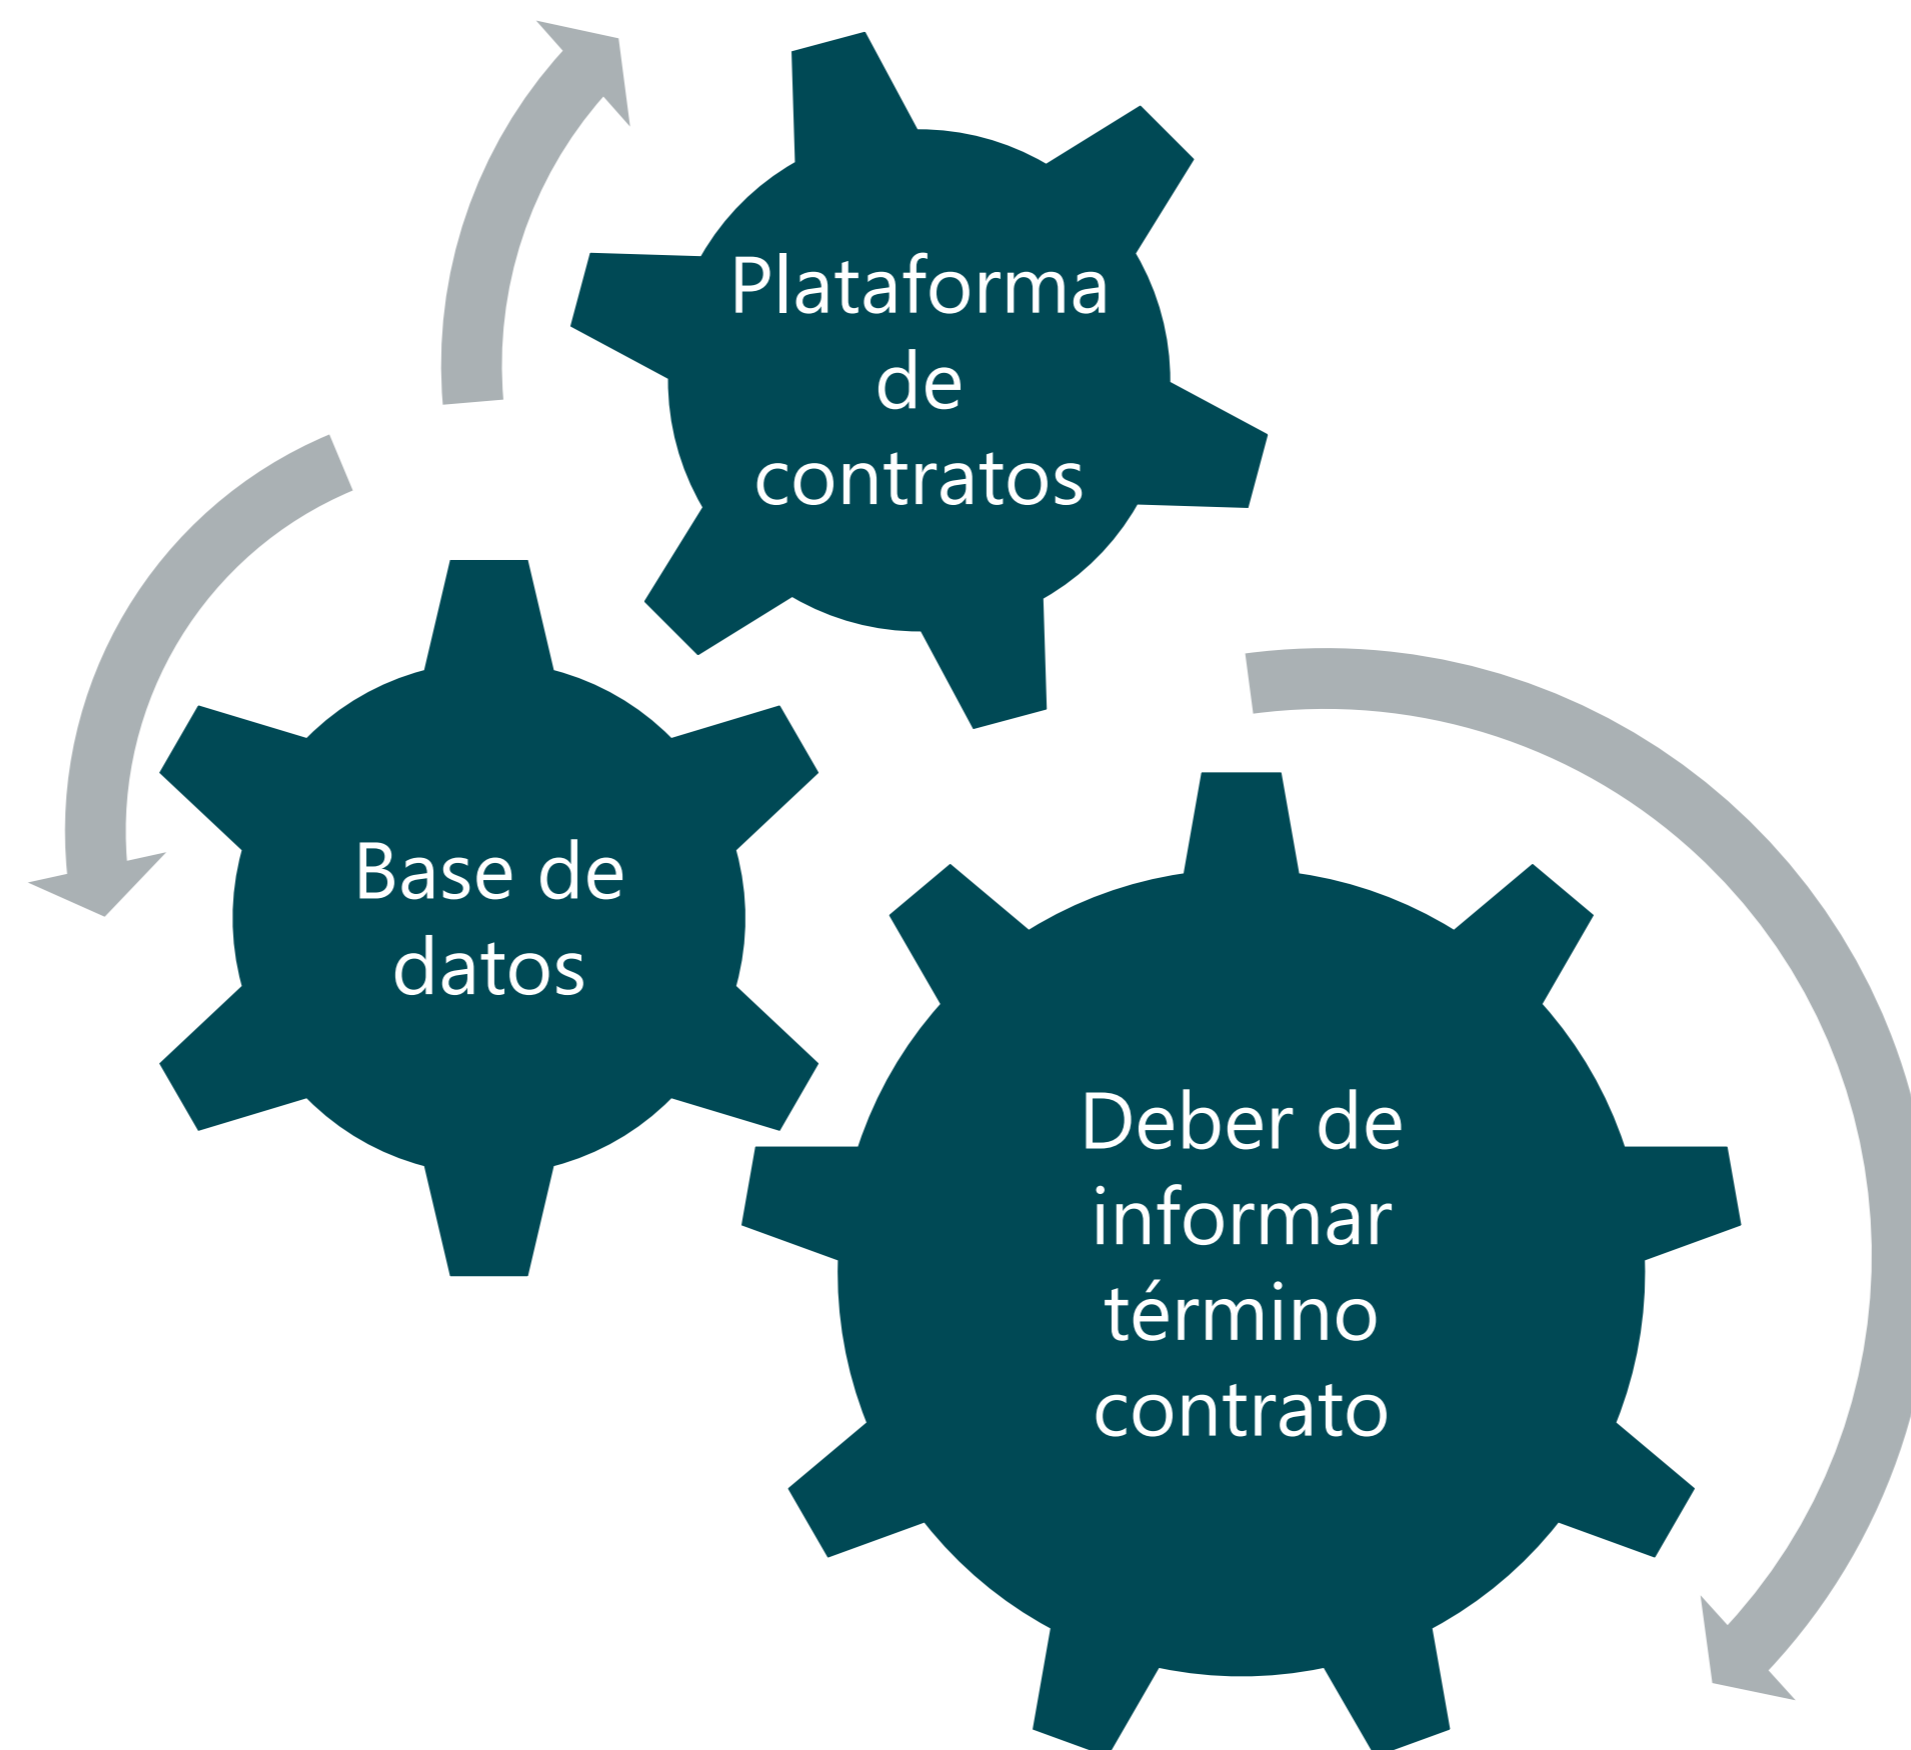 Plataforma
de
contratos
Base de
datos
Deber de
informar
término
contrato